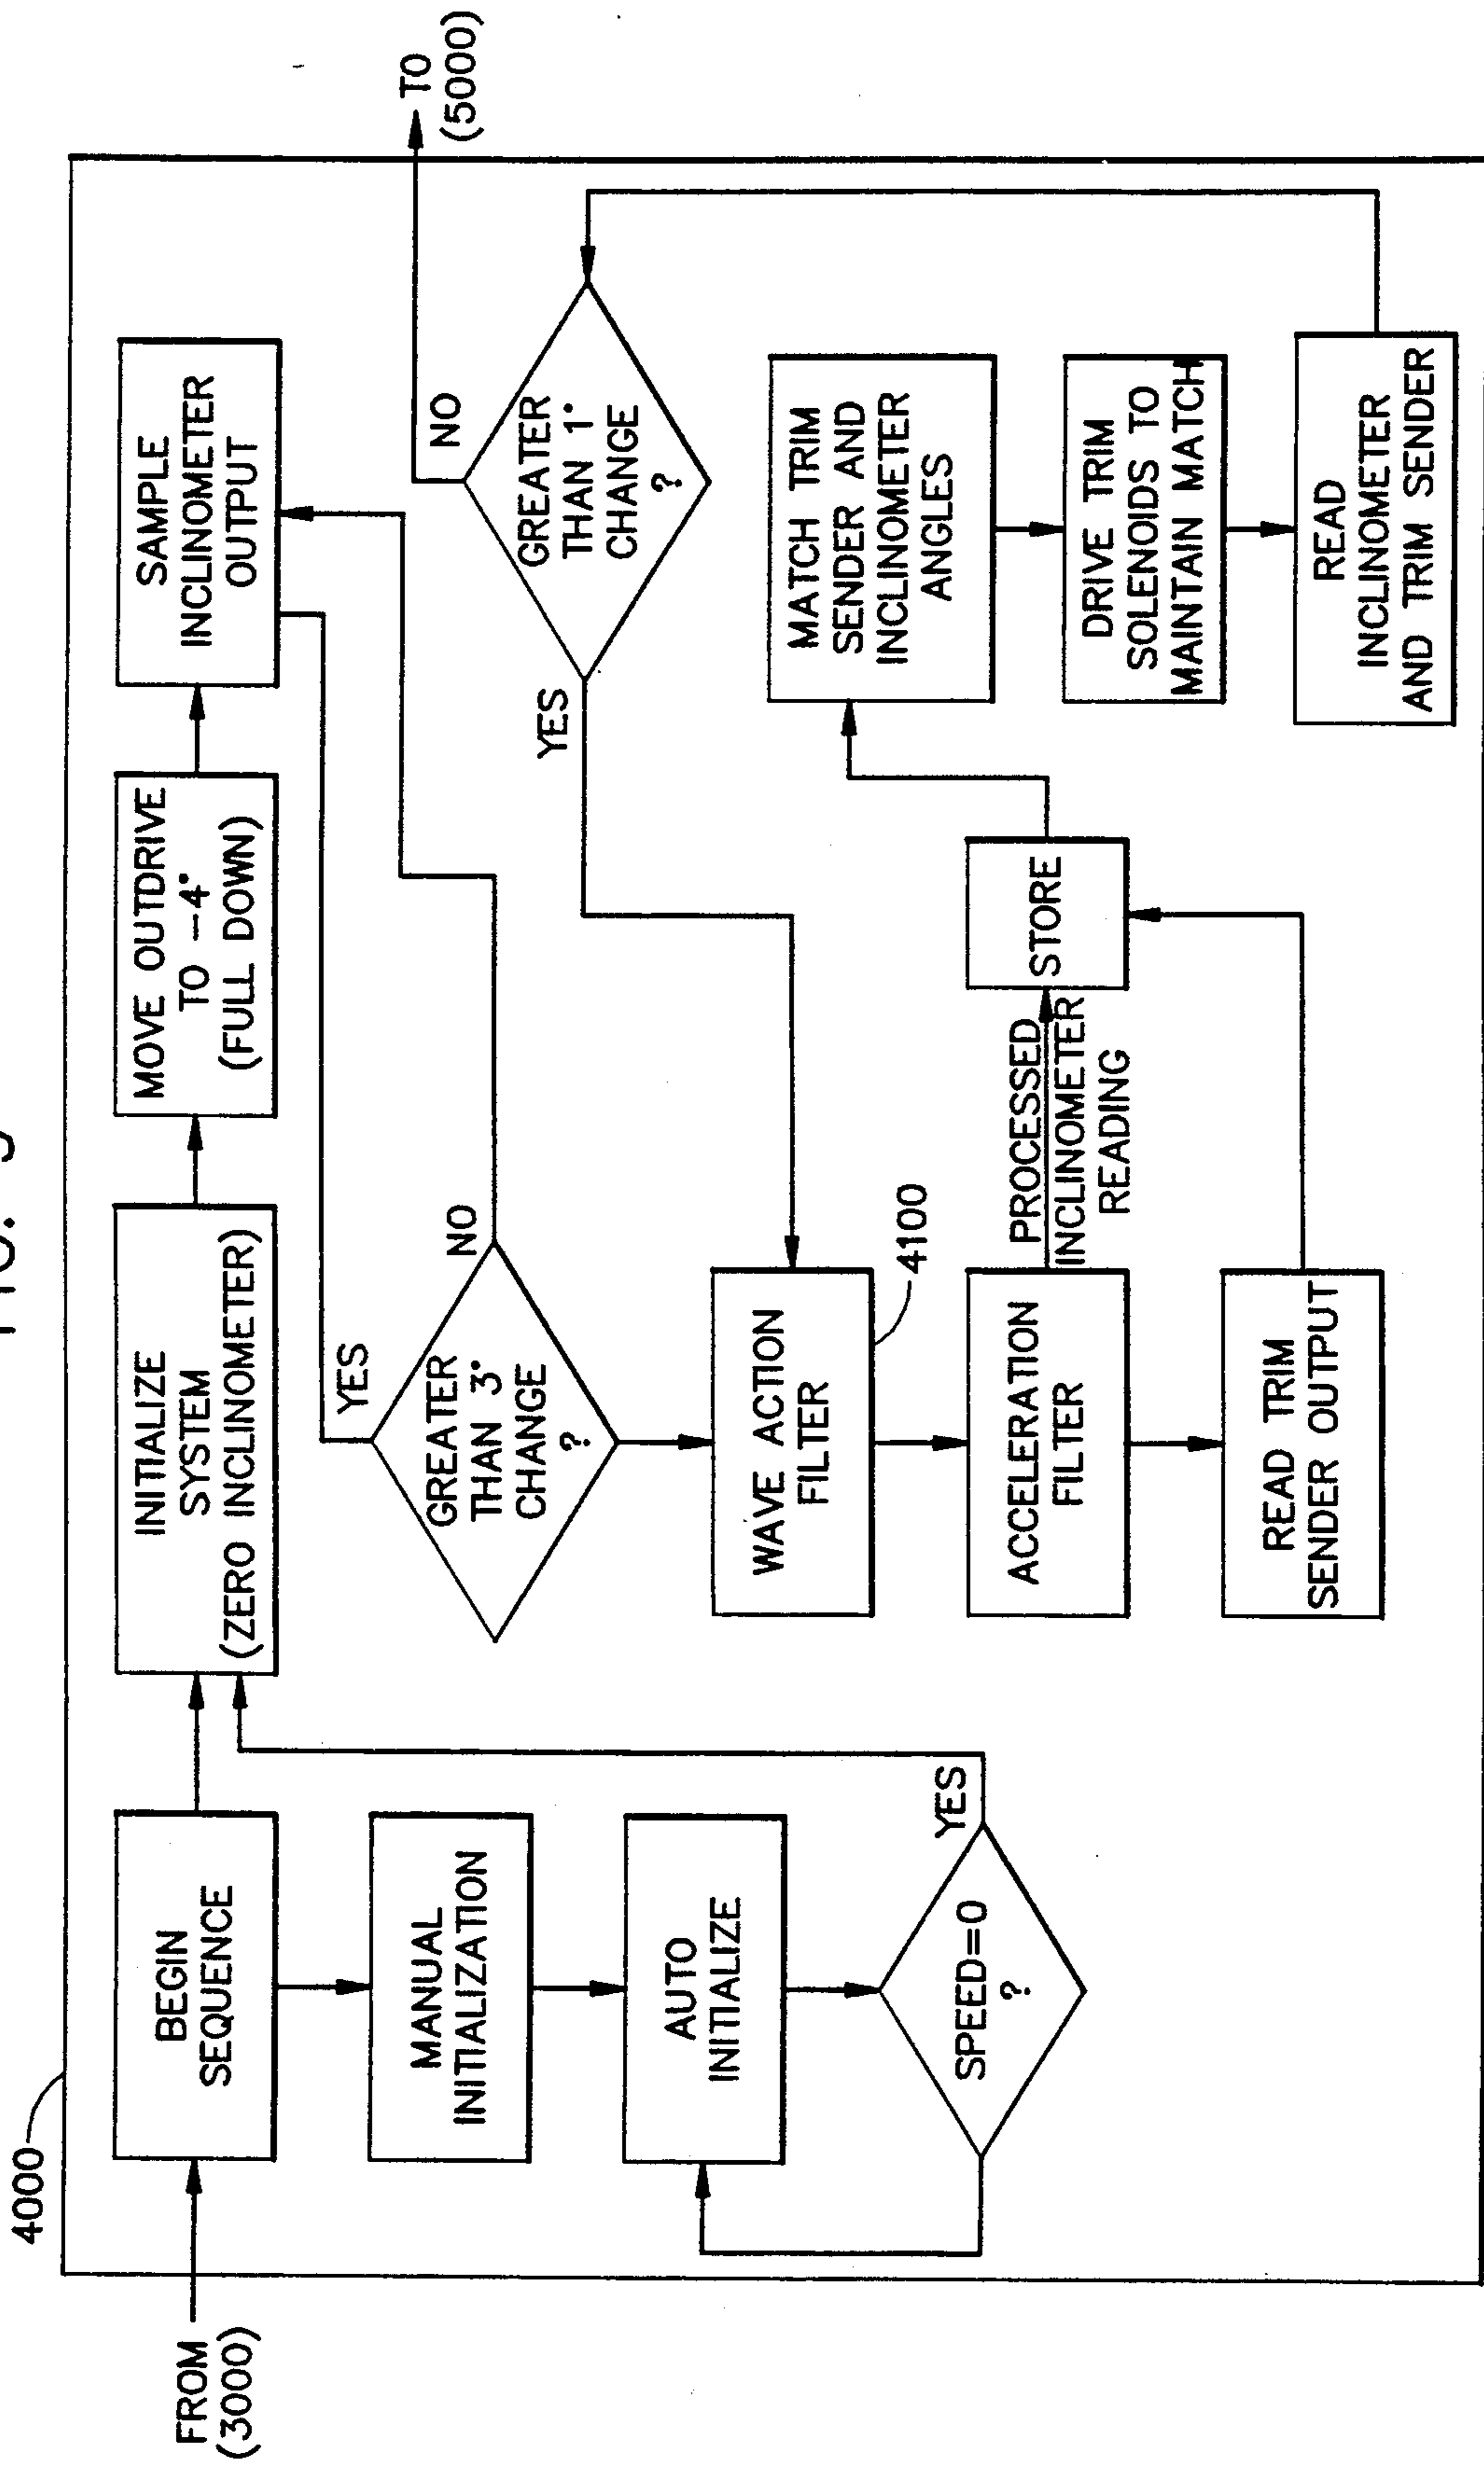 4000
FROM
(3000)
BEGIN
SEQUENCE
MANUAL
INITIALIZATION
AUTO
INITIALIZE
SPEED=0
?
YES
INITIALIZE
SYSTEM
(ZERO INCLINOMETER)
MOVE OUTDRIVE
TO -4°
(FULL DOWN)
SAMPLE
INCLINOMETER
OUTPUT
YES
GREATER
THAN 3°
CHANGE
?
NO
WAVE ACTION
FILTER
4100
ACCELERATION
FILTER
PROCESSED
INCLINOMETER
READING
READ TRIM
SENDER OUTPUT
STORE
MATCH TRIM
SENDER AND
INCLINOMETER
ANGLES
DRIVE TRIM
SOLENOIDS TO
MAINTAIN MATCH
READ
INCLINOMETER
AND TRIM SENDER
YES
GREATER
THAN 1°
CHANGE
?
NO
TO
(5000)